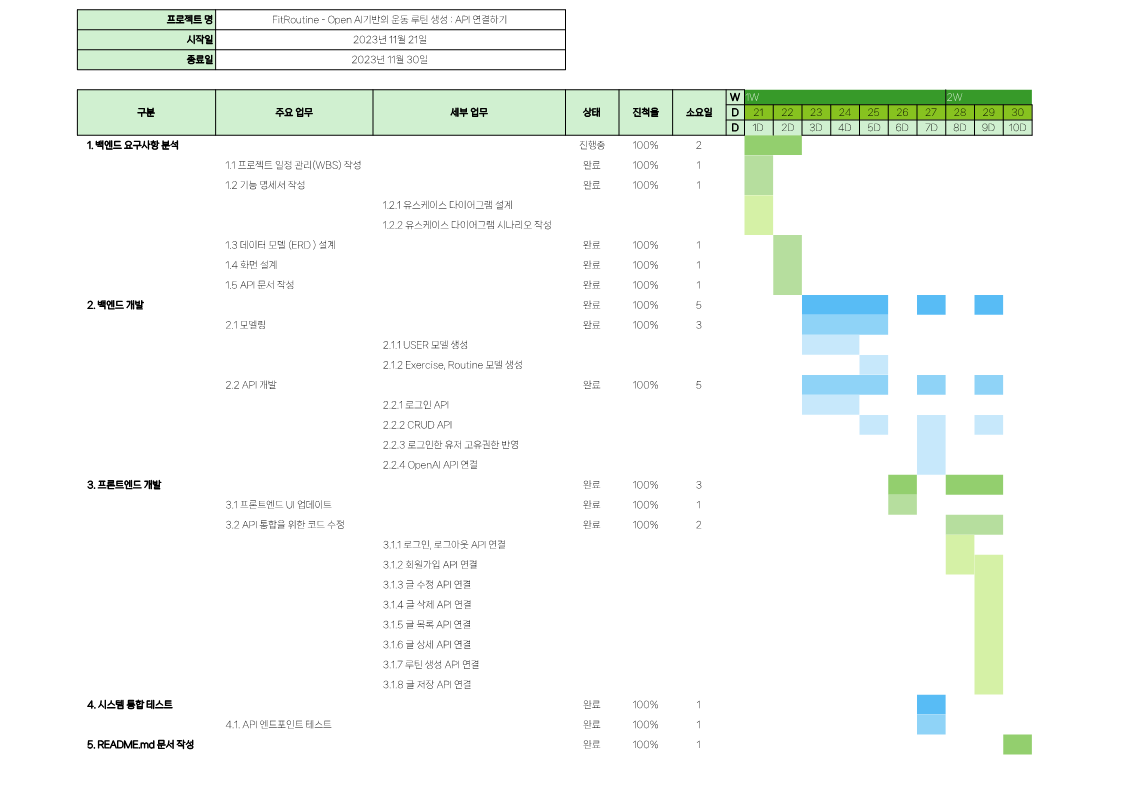 프로젝트 명 FitRoutine - Open AI기반의 운동 루틴 생성 : API 연결하기
시작일 2023년 11월 21일
종료일 2023년 11월 30일
구분 주요 업무 세부 업무 상태 진척율 소요일 W 1W 2W
D 21 22 23 24 25 26 27 28 29 30
D 1D 2D 3D 4D 5D 6D 7D 8D 9D 10D
1. 백엔드 요구사항 분석 진행중 100% 2
1.1 프로젝트 일정 관리(WBS) 작성 완료 100% 1
1.2 기능 명세서 작성 완료 100% 1
1.2.1 유스케이스 다이어그램 설계
1.2.2 유스케이스 다이어그램 시나리오 작성
1.3 데이터 모델 (ERD ) 설계 완료 100% 1
1.4 화면 설계 완료 100% 1
1.5 API 문서 작성 완료 100% 1
2. 백엔드 개발 완료 100% 5
2.1 모델링 완료 100% 3
2.1.1 USER 모델 생성
2.1.2 Exercise, Routine 모델 생성
2.2 API 개발 완료 100% 5
2.2.1 로그인 API
2.2.2 CRUD API
2.2.3 로그인한 유저 고유권한 반영
2.2.4 OpenAI API 연결
3. 프론트엔드 개발 완료 100% 3
3.1 프론트엔드 UI 업데이트 완료 100% 1
3.2 API 통합을 위한 코드 수정 완료 100% 2
3.1.1 로그인, 로그아웃 API 연결
3.1.2 회원가입 API 연결
3.1.3 글 수정 API 연결
3.1.4 글 삭제 API 연결
3.1.5 글 목록 API 연결
3.1.6 글 상세 API 연결
3.1.7 루틴 생성 API 연결
3.1.8 글 저장 API 연결
4. 시스템 통합 테스트 완료 100% 1
4.1. API 엔드포인트 테스트 완료 100% 1
5. README.md 문서 작성 완료 100% 1